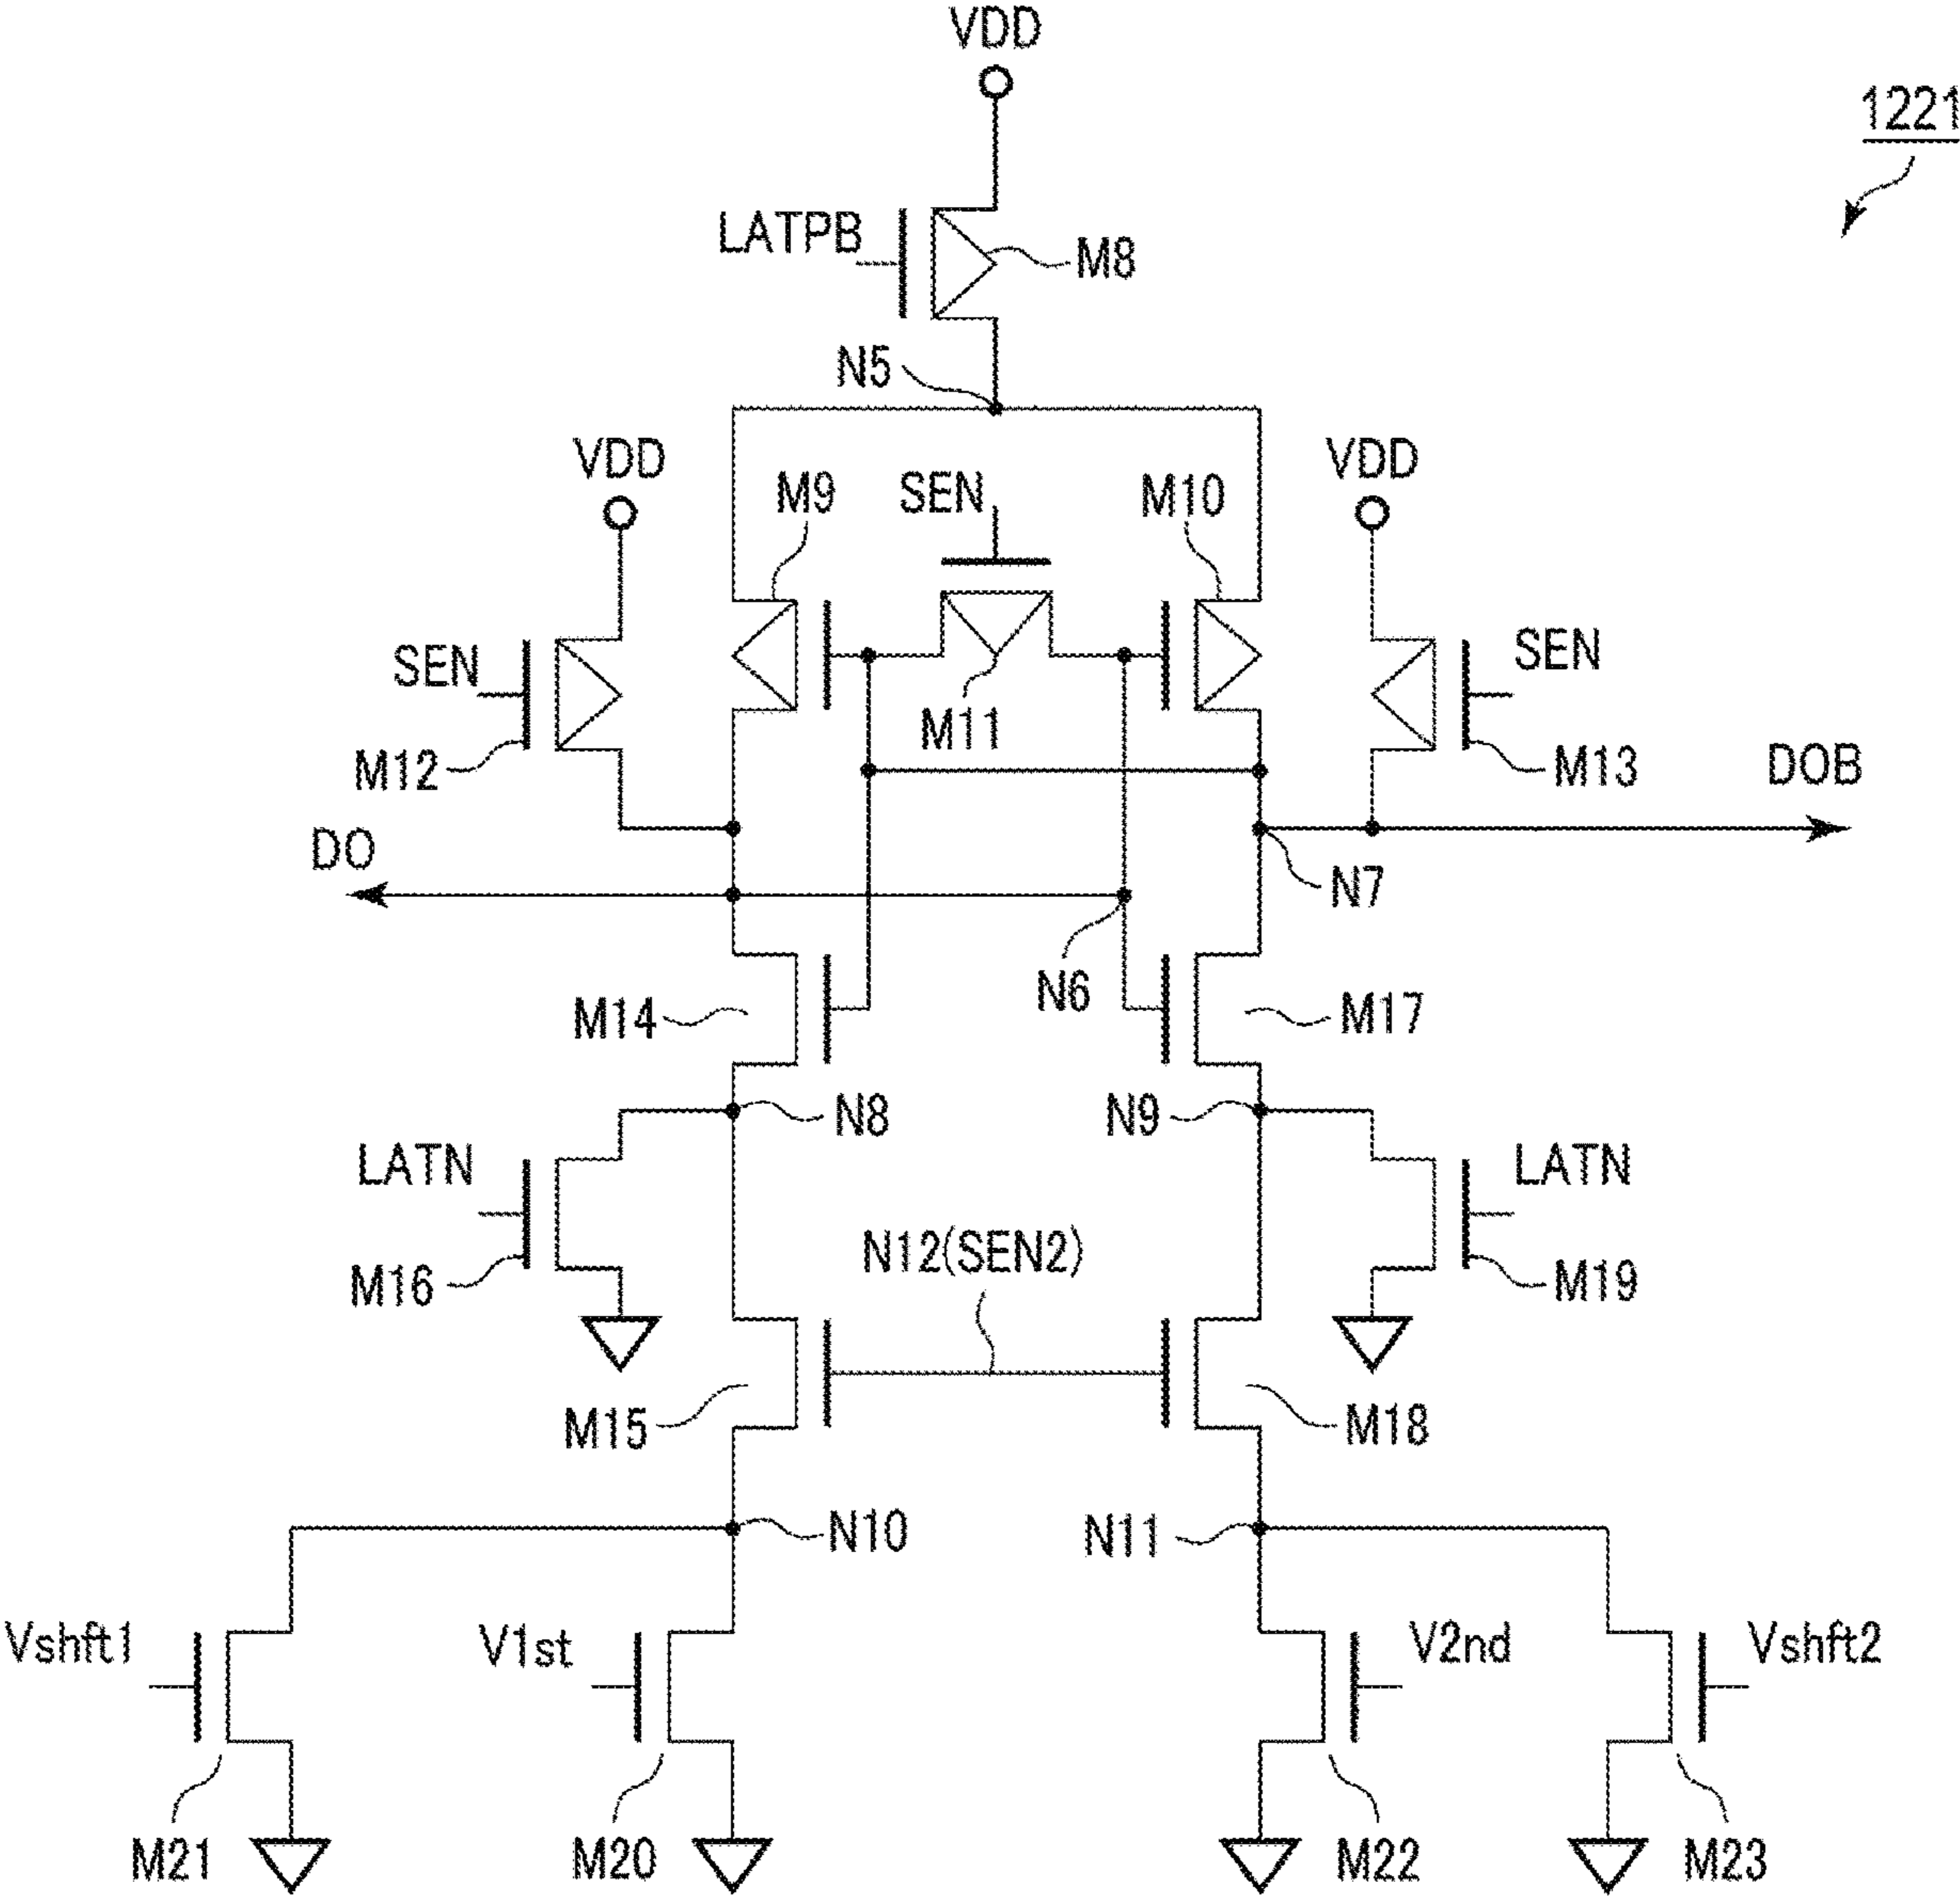 VDD
1221
LATPB
M8
N5
VDD
VDD
M9
SEN
M10
SEN
SEN
M11
M12
M13
DOB
DO
N7
N6
M14
M17
N8
N9
LATN
LATN
N12(SEN2)
M16
M19
M15
M18
N10
N11
Vshft1
V1st
V2nd
Vshft2
M21
M20
M22
M23